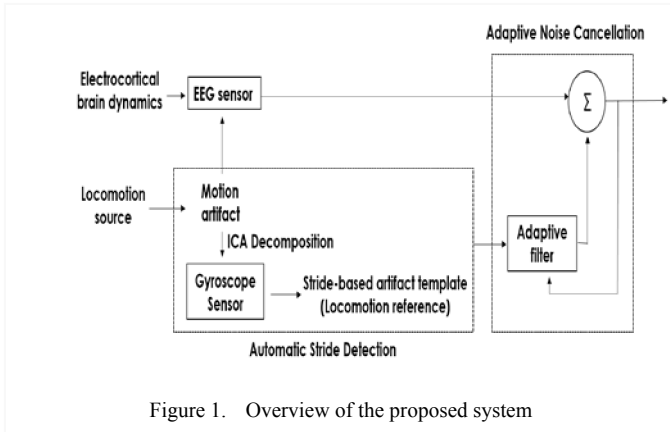 Adaptive Noise Cancellation
Electrocortical
brain dynamics
EEG sensor
Σ
Locomotion
source
Motion
artifact
ICA Decomposition
Gyroscope
Sensor
Stride-based artifact template
(Locomotion reference)
Adaptive
filter
Automatic Stride Detection
Figure 1. Overview of the proposed system